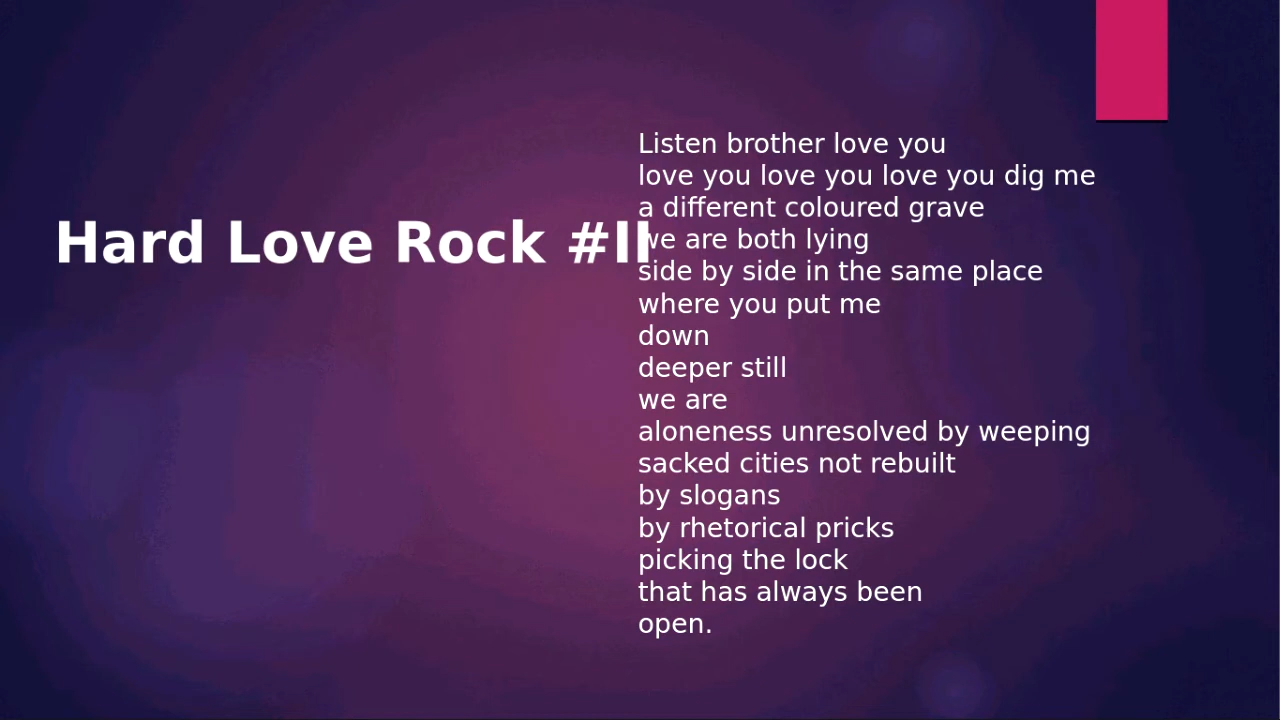 Hard Love Rock #II
Listen brother love you
love you love you love you dig me
a different coloured grave
we are both lying
side by side in the same place
where you put me
down
deeper still
we are
aloneness unresolved by weeping
sacked cities not rebuilt
by slogans
by rhetorical pricks
picking the lock
that has always been
open.